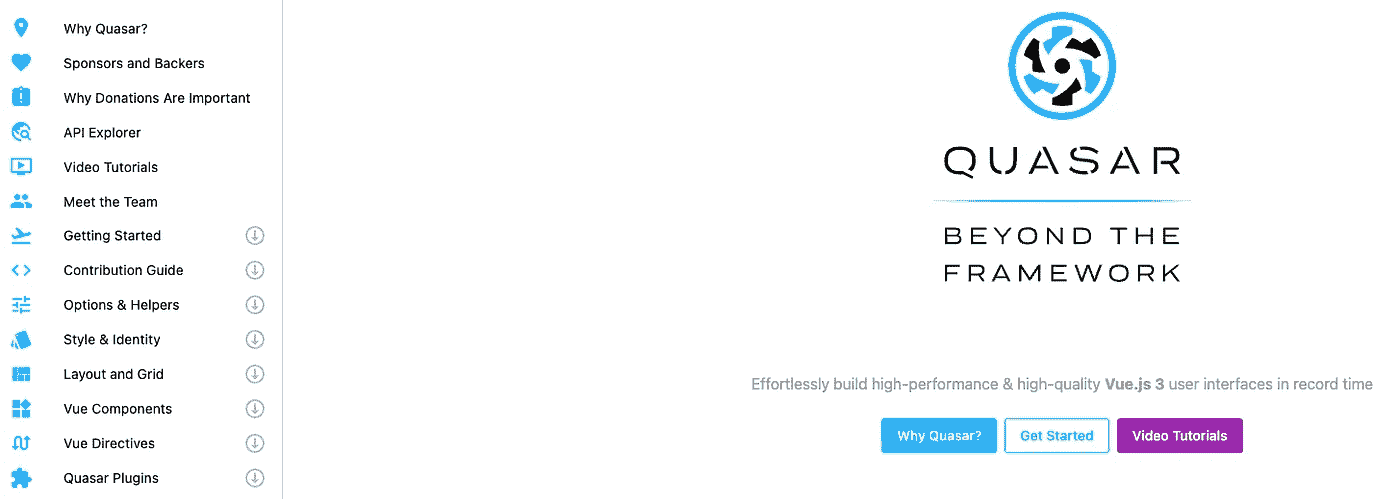 Why Quasar?
Sponsors and Backers
Why Donations Are Important
API Explorer
Video Tutorials
Meet the Team
Getting Started
Contribution Guide
Options & Helpers
Style & Identity
Layout and Grid
Vue Components
Vue Directives
Quasar Plugins
QUASAR
BEYOND THE
FRAMEWORK
Effortlessly build high-performance & high-quality Vue.js 3 user interfaces in record time
Why Quasar?
Get Started
Video Tutorials